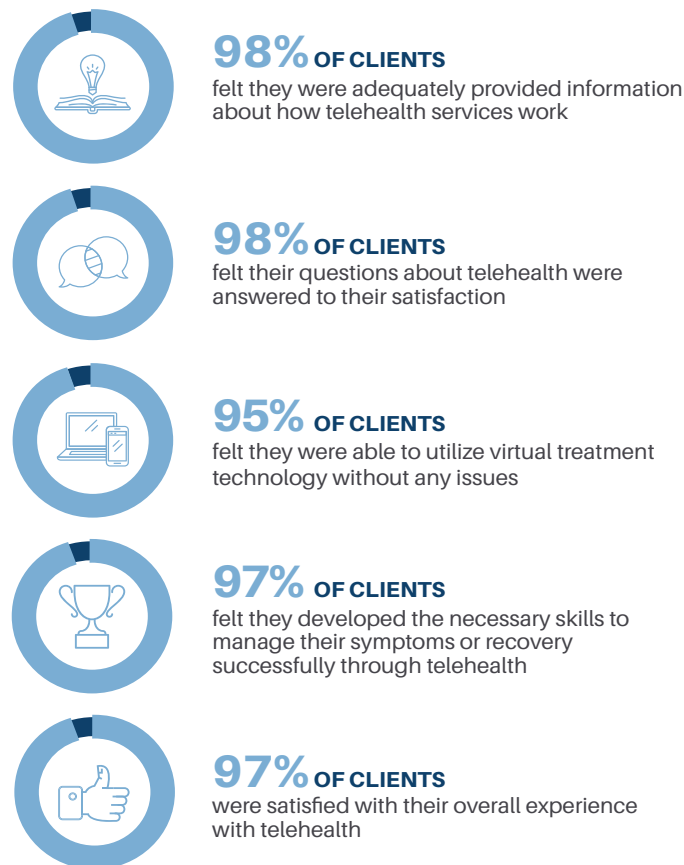 98% OF CLIENTS
felt they were adequately provided information
about how telehealth services work
98% OF CLIENTS
felt their questions about telehealth were
answered to their satisfaction
95% OF CLIENTS
felt they were able to utilize virtual treatment
technology without any issues
97% OF CLIENTS
felt they developed the necessary skills to
manage their symptoms or recovery
successfully through telehealth
97% OF CLIENTS
were satisfied with their overall experience
with telehealth